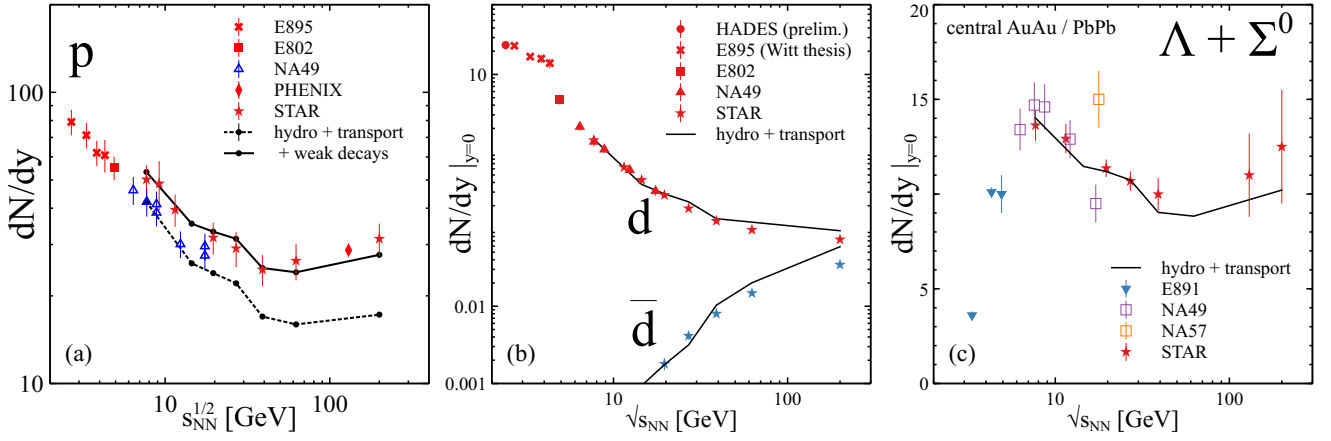 p
E895
E802
NA49
PHENIX
STAR
hydro + transport
+ weak decays
100
10
dN/dy
(a)
10
100
s_NN^1/2 [GeV]
HADES (prelim.)
E895 (Witt thesis)
E802
NA49
STAR
hydro + transport
10
0.01
0.001
dN/dy |y=0
d
d̅
(b)
10
100
√sNN [GeV]
central AuAu / PbPb
Λ + Σ⁰
20
15
10
5
0
dN/dy |y=0
hydro + transport
E891
NA49
NA57
STAR
(c)
10
100
√sNN [GeV]